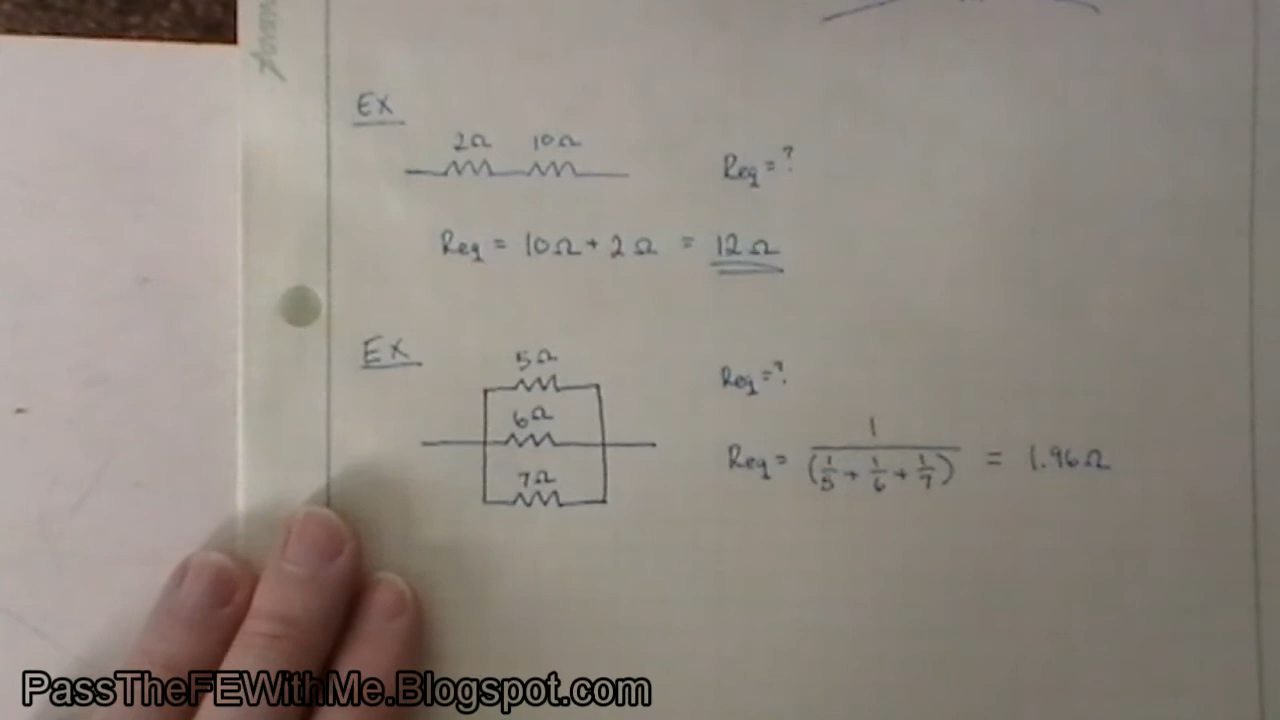 EX
2Ω 10Ω
Req = ?
Req = 10Ω + 2Ω = 12Ω
EX
5Ω
6Ω
7Ω
Req = ?
Req = 1 / (1/5 + 1/6 + 1/7) = 1.96Ω
PassTheFEWithMe.Blogspot.com